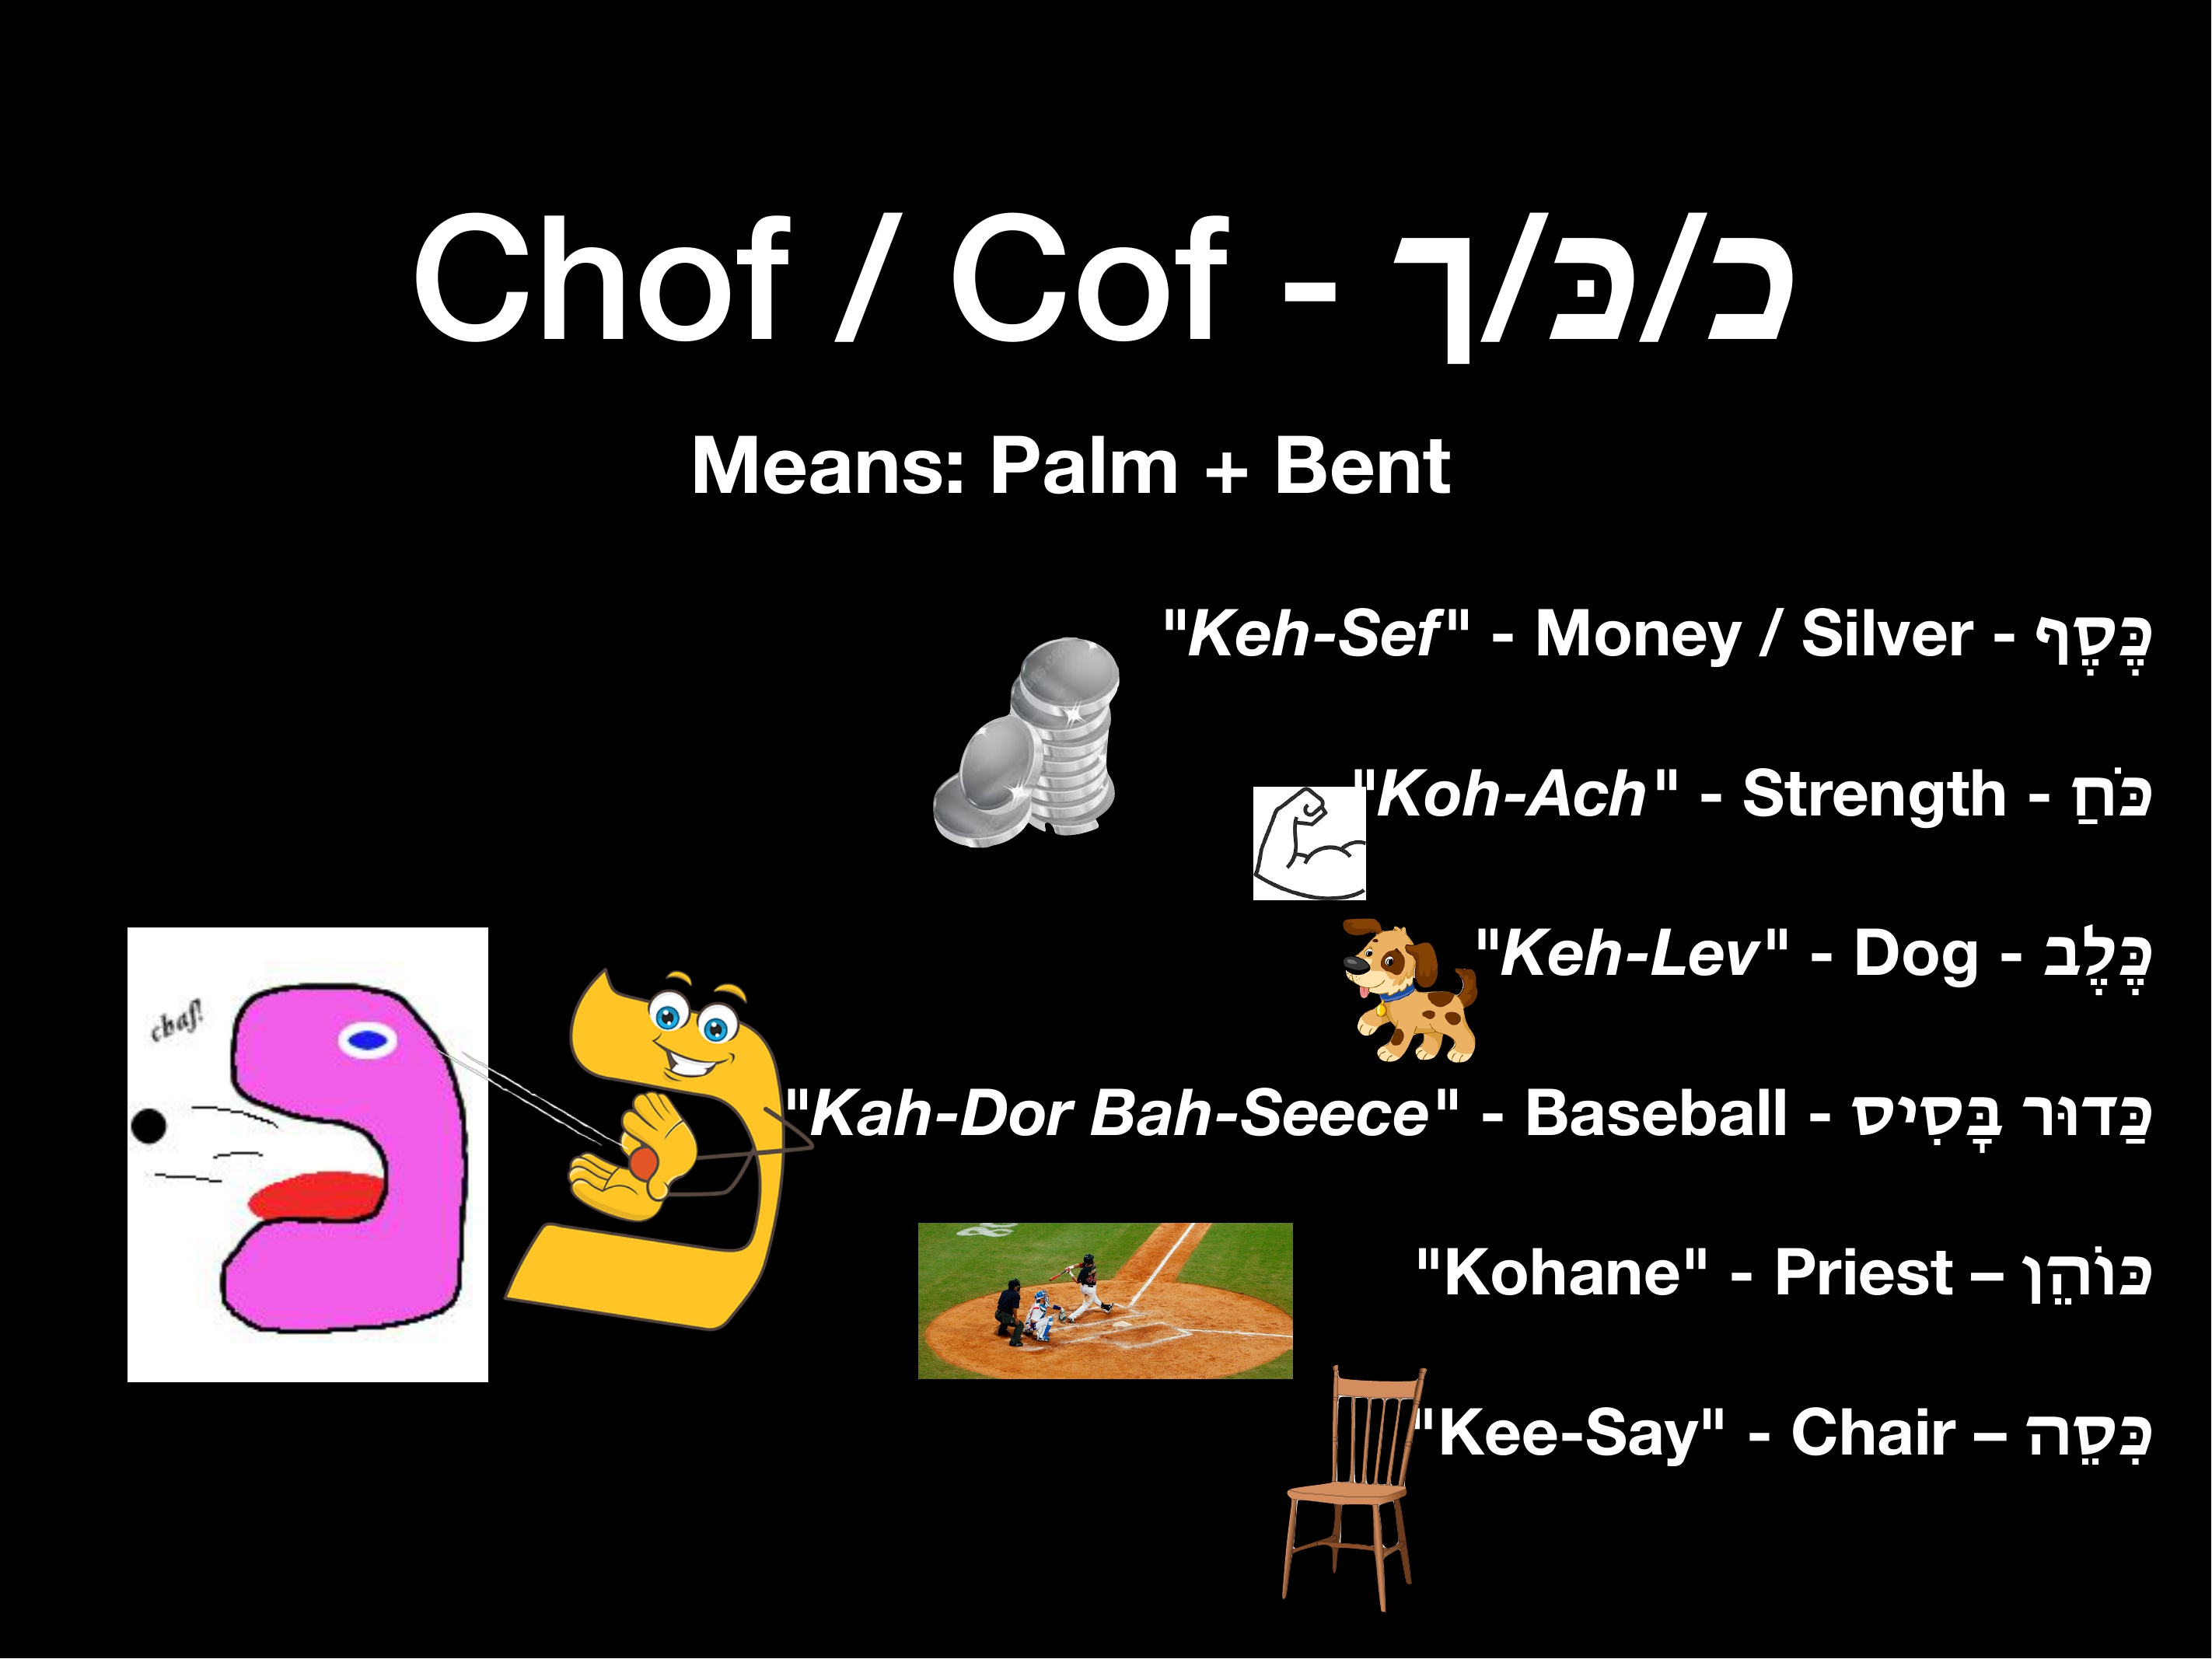 Chof / Cof - כ/כּ/ך
Means: Palm + Bent
"Keh-Sef" - Money / Silver - כֶּסֶף
"Koh-Ach" - Strength - כֹּחַ
"Keh-Lev" - Dog - כֶּלֶב
chaf!
"Kah-Dor Bah-Seece" - Baseball - כַּדוּר בָּסִיס
"Kohane" - Priest – כּוֹהֵן
"Kee-Say" - Chair – כִּסֵה